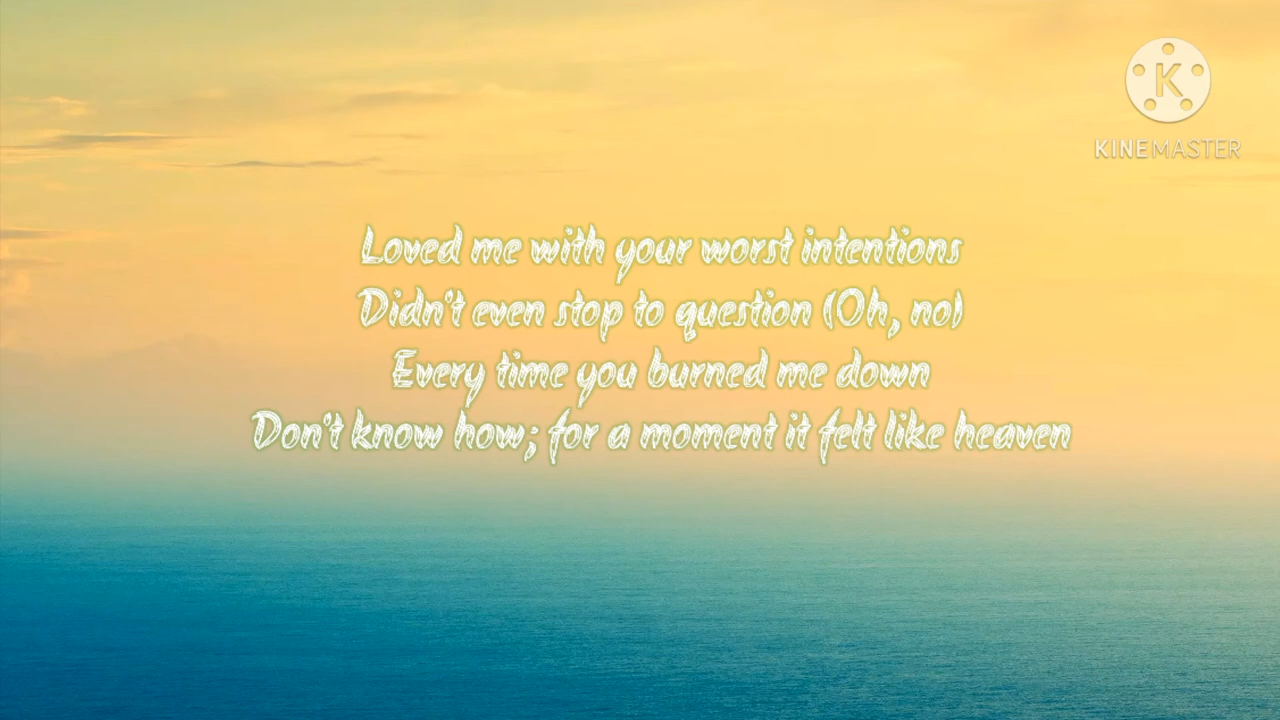 K
KINEMASTER
Loved me with your worst intentions
Didn't even stop to question (Oh, no)
Every time you burned me down
Don't know how; for a moment it felt like heaven